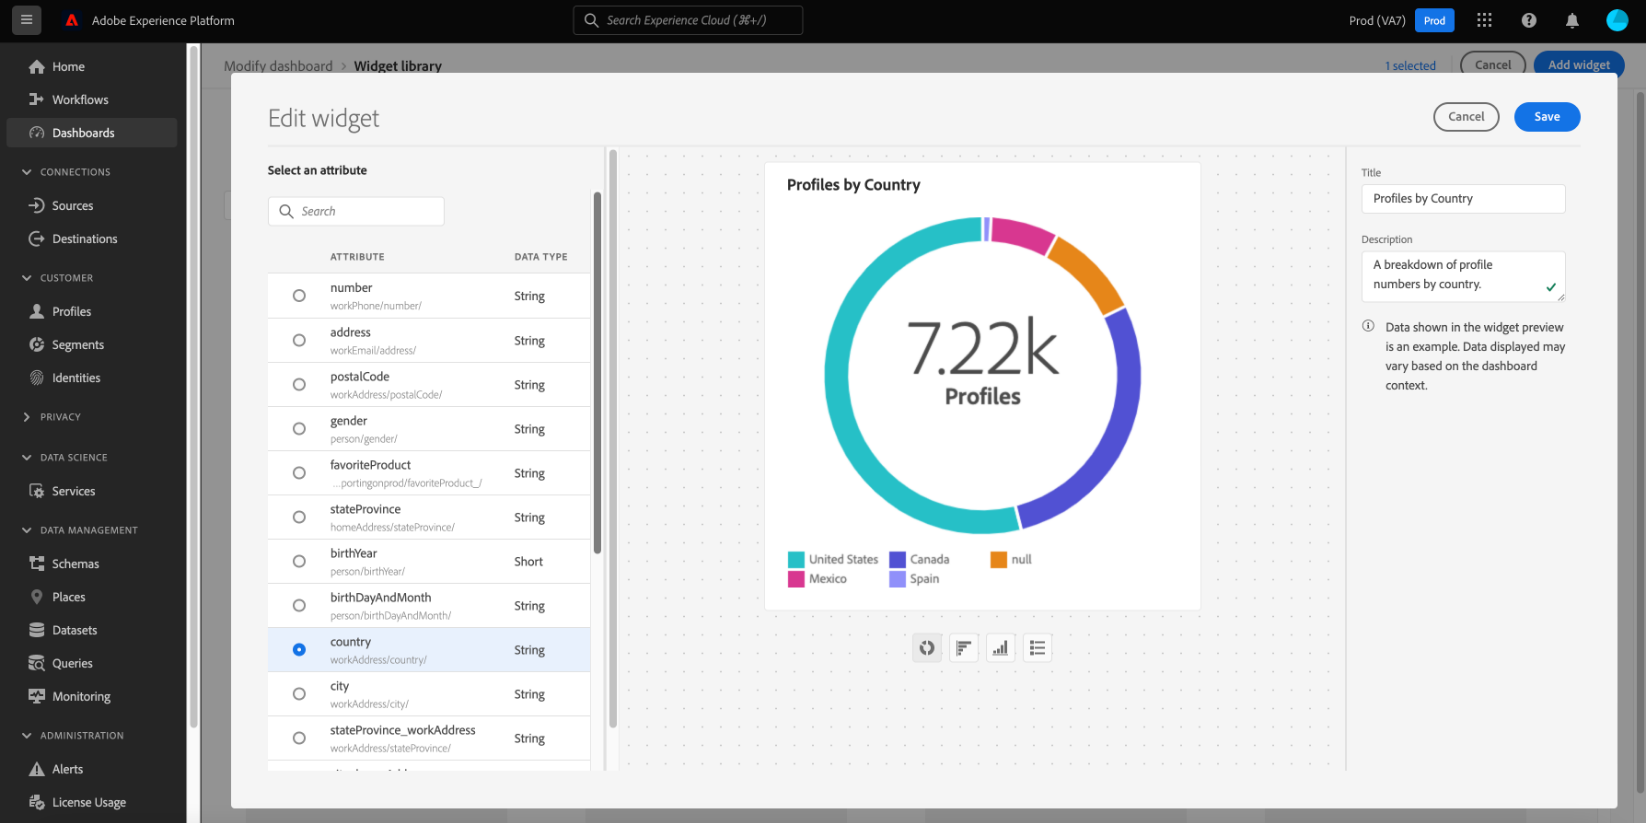 Adobe Experience Platform
Search Experience Cloud (⌘+/)
Prod (VA7)
Prod
Home
Workflows
Dashboards
CONNECTIONS
Sources
Destinations
CUSTOMER
Profiles
Segments
Identities
PRIVACY
DATA SCIENCE
Services
DATA MANAGEMENT
Schemas
Places
Datasets
Queries
Monitoring
ADMINISTRATION
Alerts
License Usage
Modify dashboard > Widget library
1 selected
Cancel
Add widget
Edit widget
Cancel
Save
Select an attribute
Search
ATTRIBUTE DATA TYPE
number
workPhone/number/
String
address
workEmail/address/
String
postalCode
workAddress/postalCode/
String
gender
person/gender/
String
favoriteProduct
...portingonprod/favoriteProduct_/
String
stateProvince
homeAddress/stateProvince/
String
birthYear
person/birthYear/
Short
birthDayAndMonth
person/birthDayAndMonth/
String
country
workAddress/country/
String
city
workAddress/city/
String
stateProvince_workAddress
workAddress/stateProvince/
String
Profiles by Country
7.22k
Profiles
United States
Canada
null
Mexico
Spain
Title
Profiles by Country
Description
A breakdown of profile
numbers by country.
Data shown in the widget preview
is an example. Data displayed may
vary based on the dashboard
context.